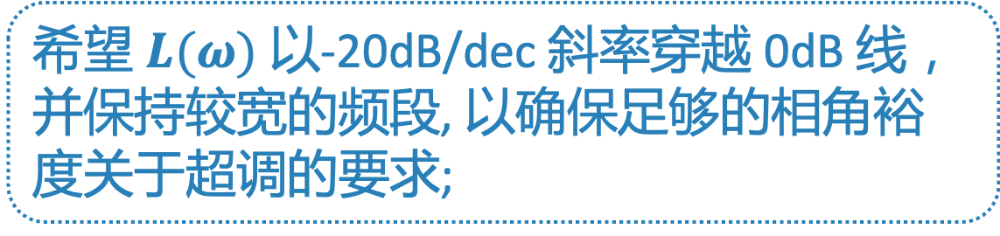 希望 L(ω) 以-20dB/dec 斜率穿越 0dB 线，
并保持较宽的频段, 以确保足够的相角裕
度关于超调的要求;